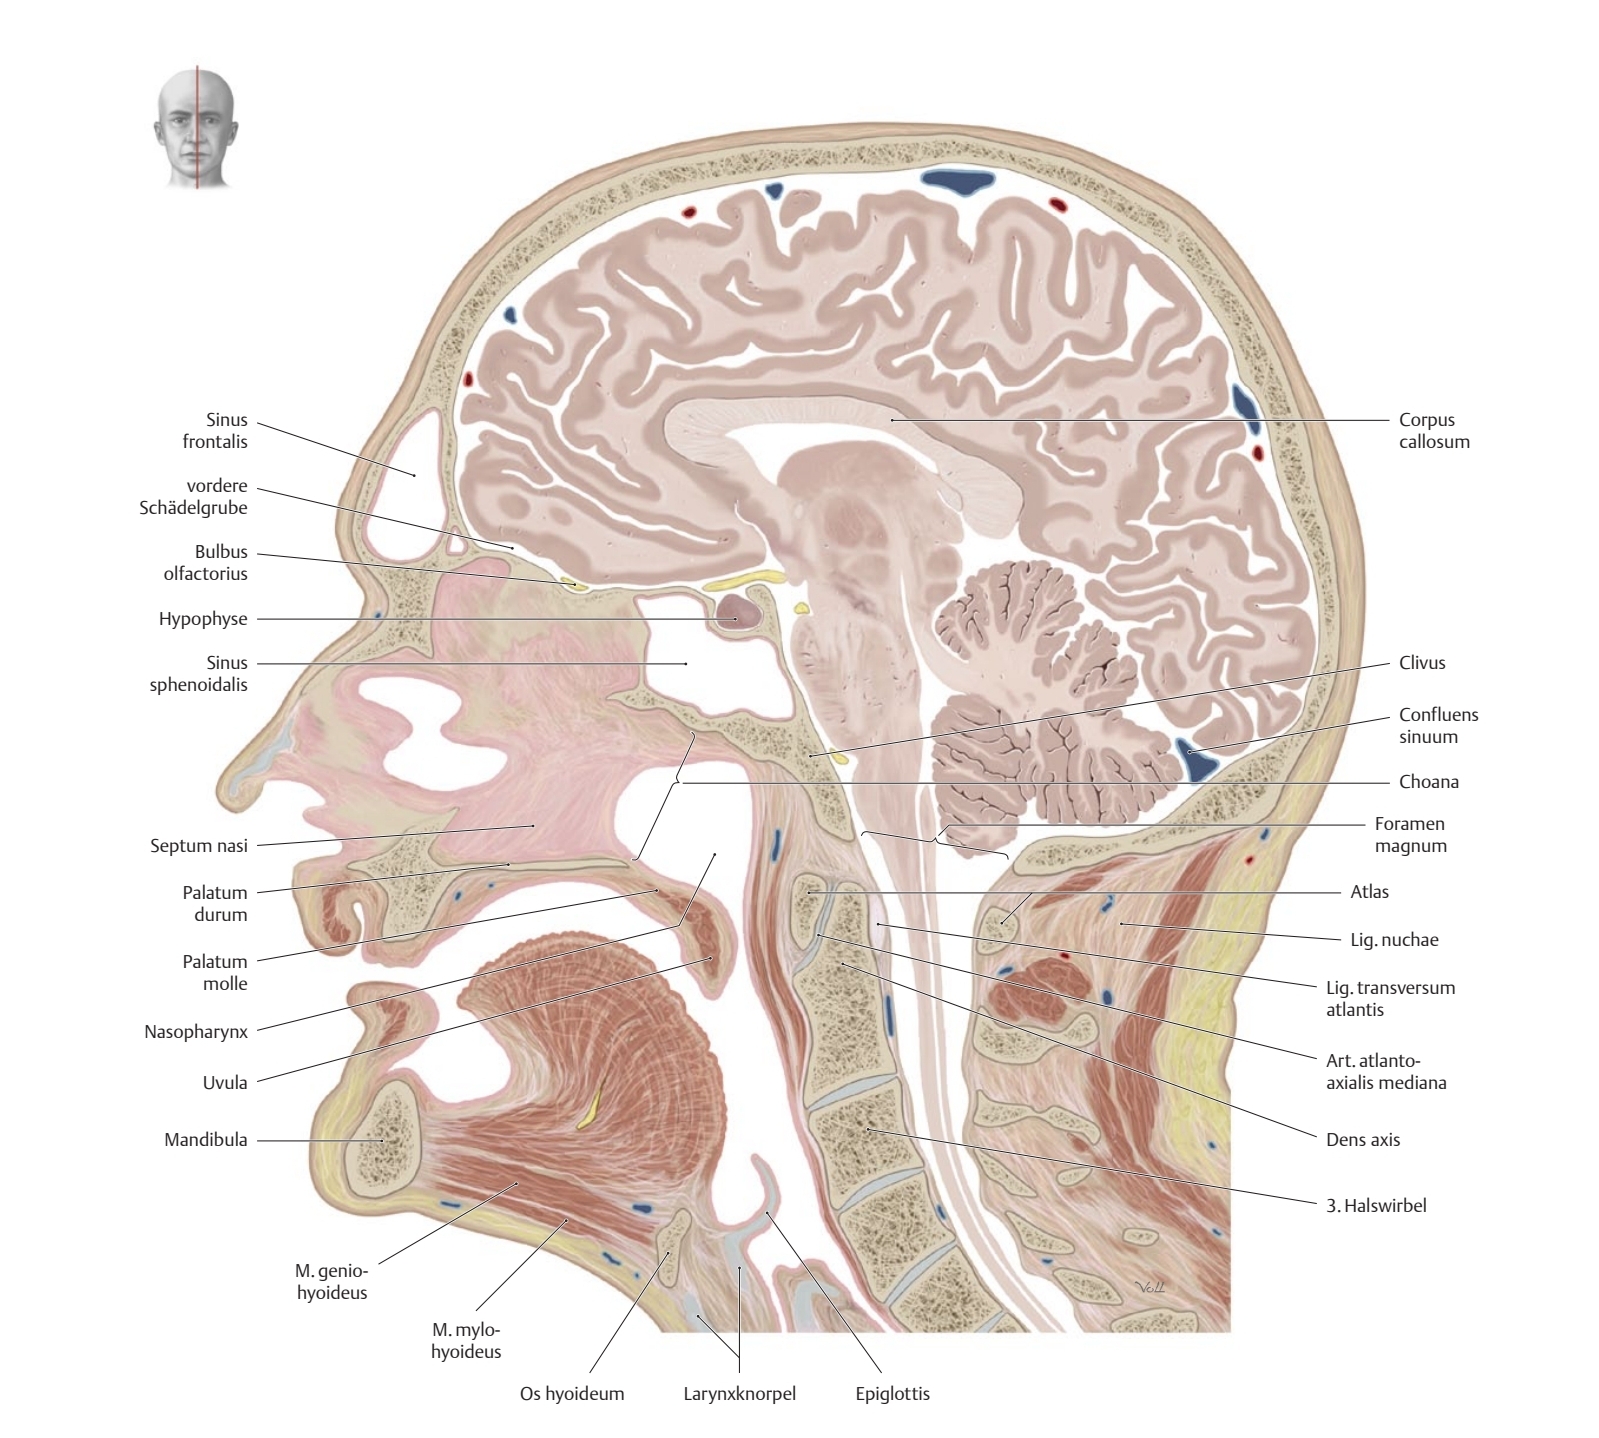 Sinus
frontalis
vordere
Schädelgrube
Bulbus
olfactorius
Hypophyse
Sinus
sphenoidalis
Septum nasi
Palatum
durum
Palatum
molle
Nasopharynx
Uvula
Mandibula
M. genio-
hyoideus
M. mylo-
hyoideus
Os hyoideum
Larynxknorpel
Epiglottis
Corpus
callosum
Clivus
Confluens
sinuum
Choana
Foramen
magnum
Atlas
Lig. nuchae
Lig. transversum
atlantis
Art. atlanto-
axialis mediana
Dens axis
3. Halswirbel
Voll